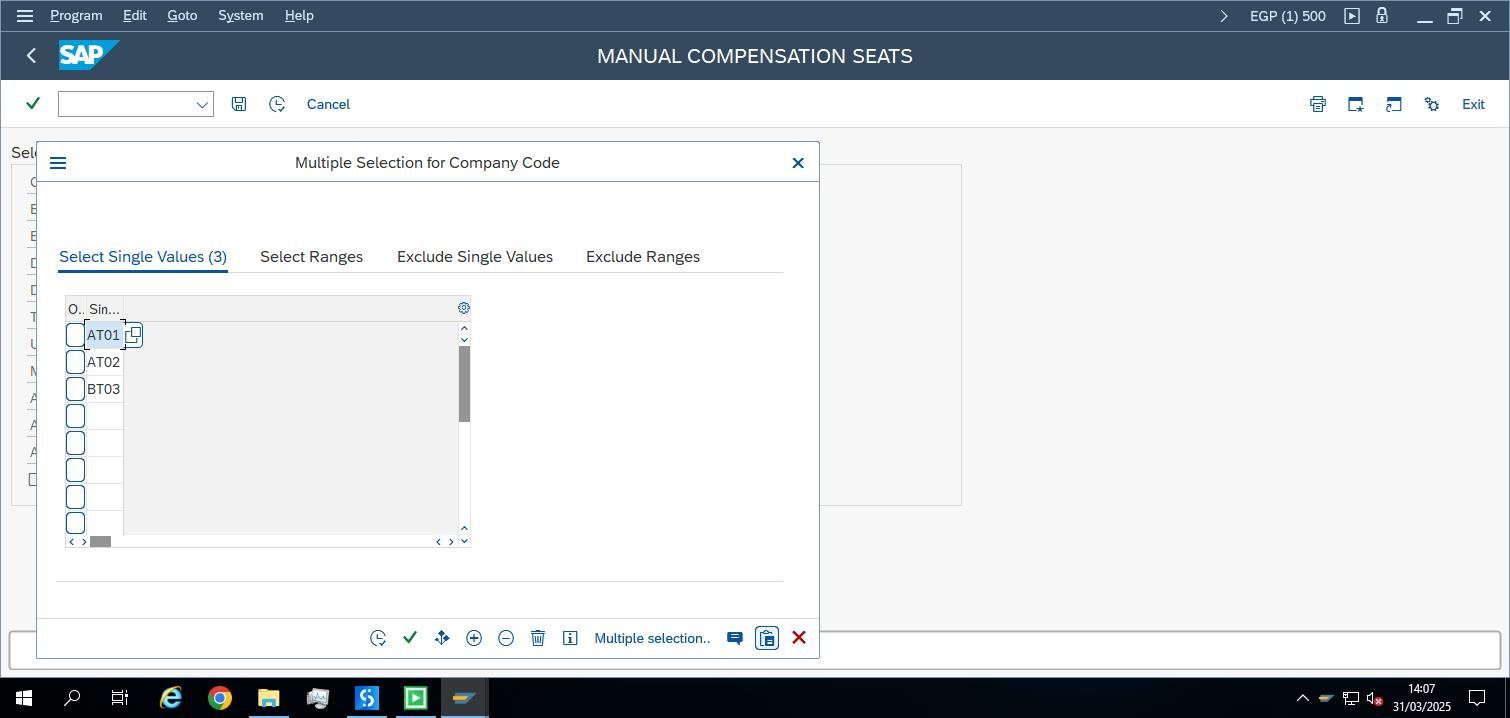 Program Edit Goto System Help EGP (1) 500
SAP MANUAL COMPENSATION SEATS
Cancel Exit
Sele
Multiple Selection for Company Code
Select Single Values (3) Select Ranges Exclude Single Values Exclude Ranges
O.. Sin...
AT01
AT02
BT03
Multiple selection..
14:07
31/03/2025